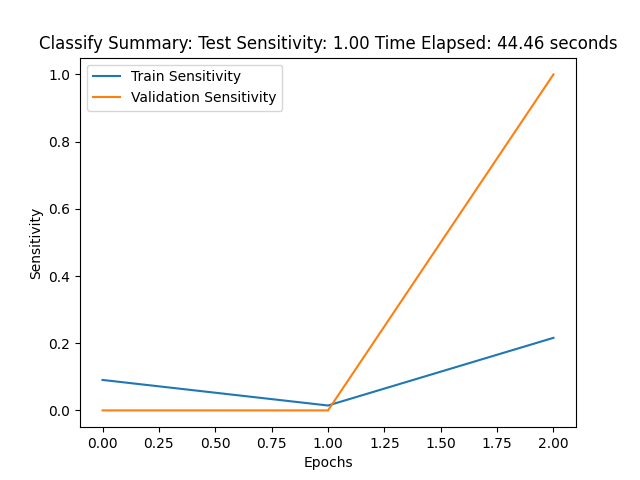 Classify Summary: Test Sensitivity: 1.00 Time Elapsed: 44.46 seconds
Train Sensitivity
Validation Sensitivity
1.0
0.8
0.6
0.4
0.2
0.0
Sensitivity
0.00 0.25 0.50 0.75 1.00 1.25 1.50 1.75 2.00
Epochs